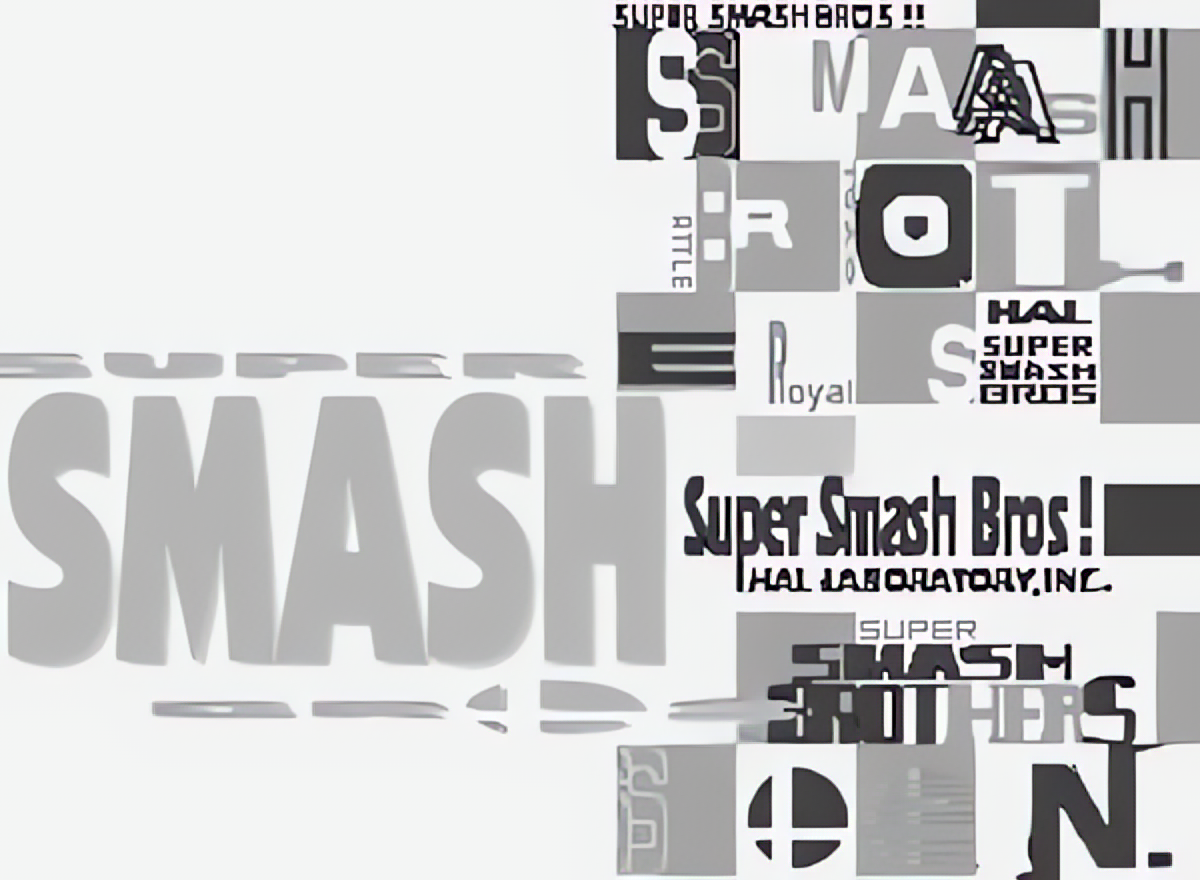 SUPER SMASH BROS !!
S S M A A S H
ATTLE : R O T
E Royal S
HAL
SUPER
SMASH
BROS
SUPER
SMASH
Super Smash Bros !
HAL LABORATORY, INC.
SUPER
SMASH
BROTHERS
S N.